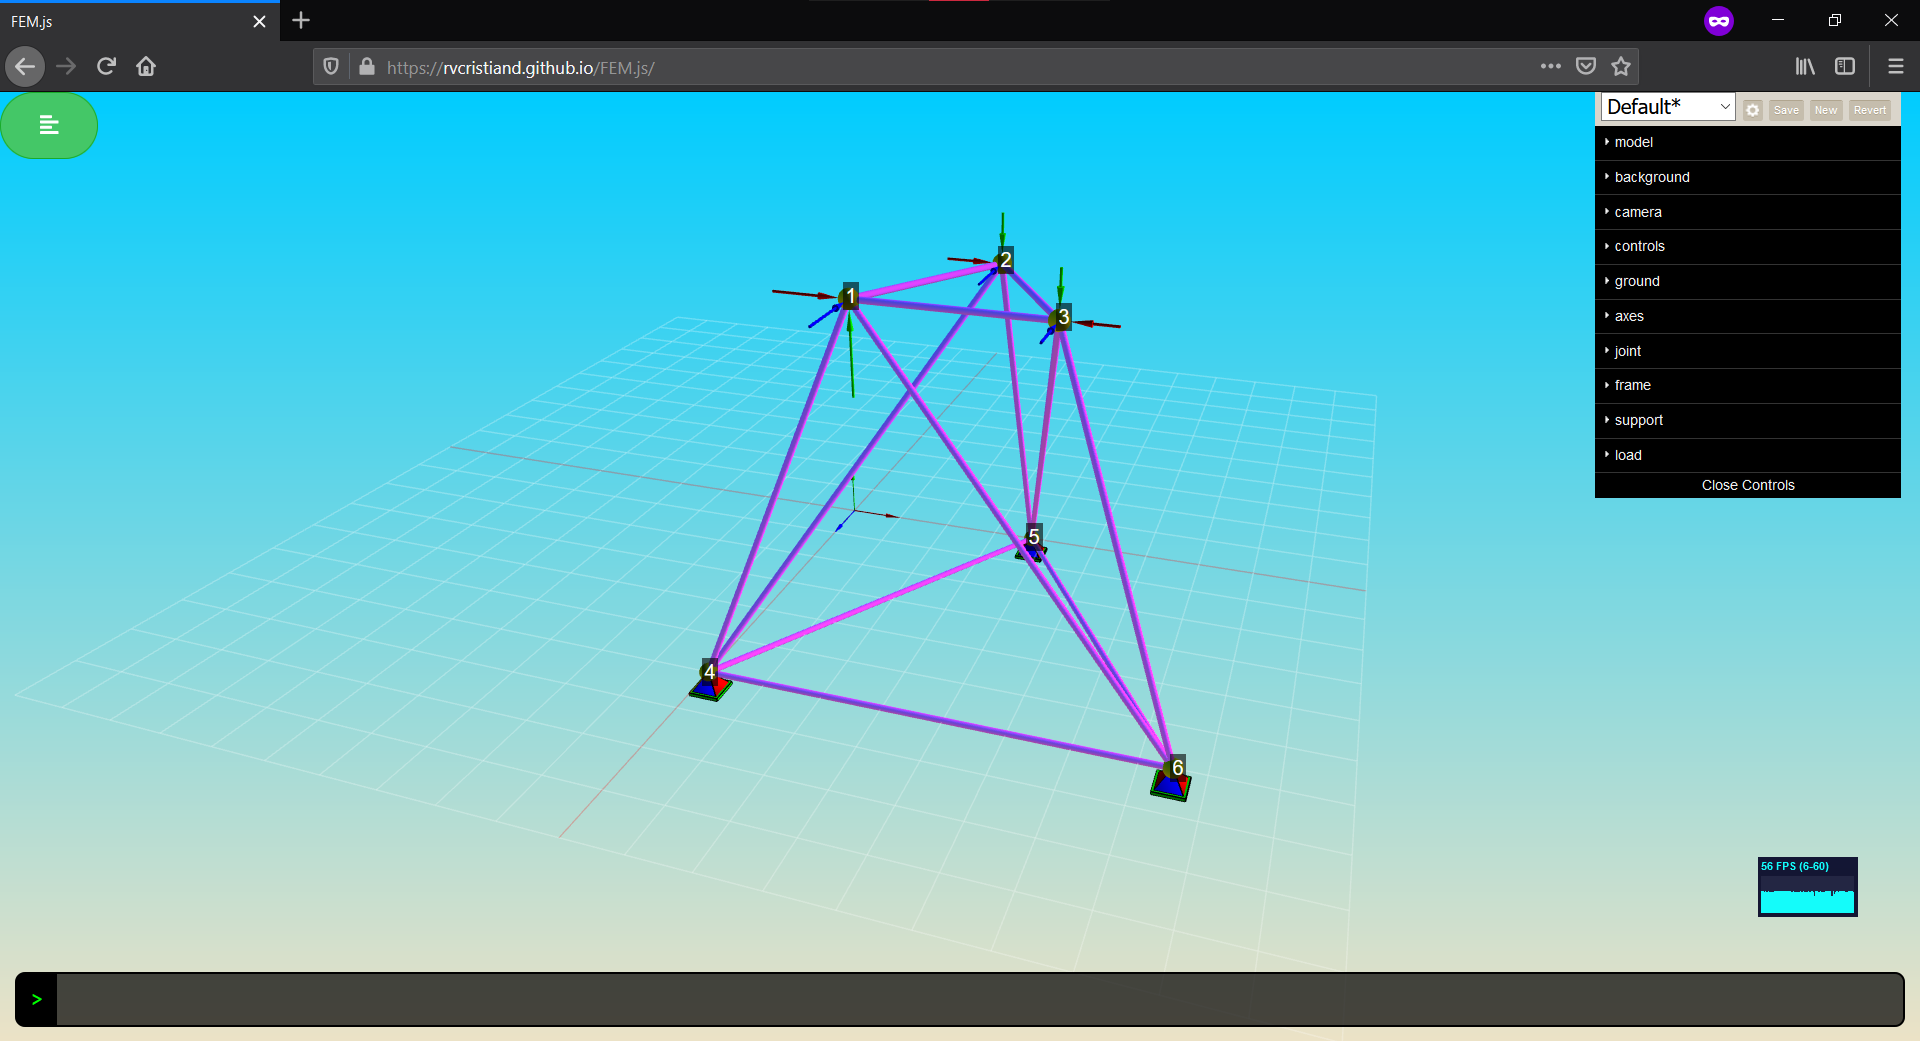 FEM.js
https://rvcristiand.github.io/FEM.js/
Default*
Save
New
Revert
model
background
camera
controls
ground
axes
joint
frame
support
load
Close Controls
2
1
3
5
4
6
56 FPS (6-60)
>